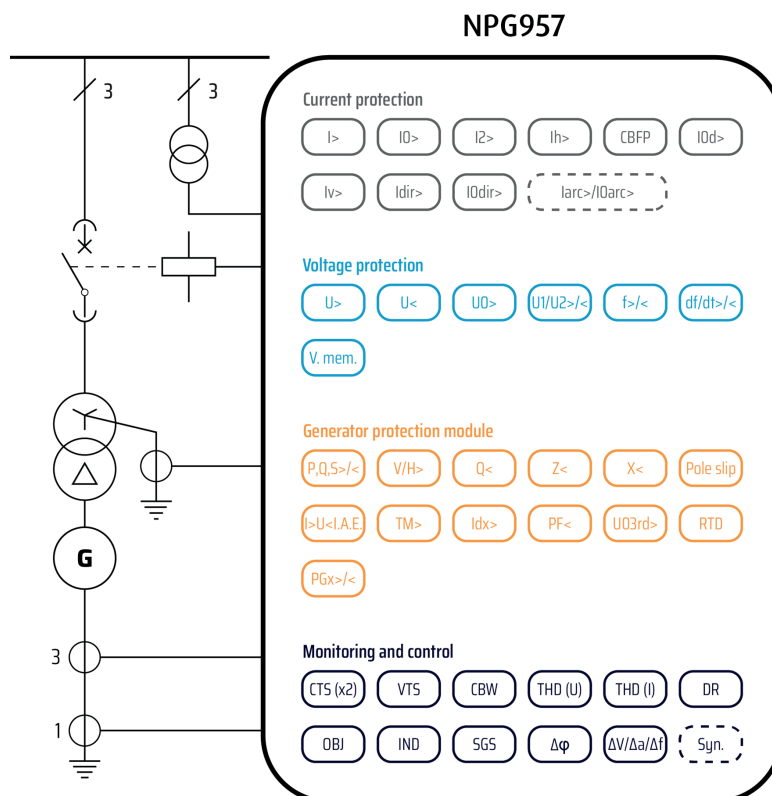 NPG957
3
3
Current protection
I> I0> I2> Ih> CBFP I0d>
Iv> Idir> I0dir> Iarc>/I0arc>
Voltage protection
U> U< U0> U1/U2>/< f>/< df/dt>/<
V. mem.
Generator protection module
P,Q,S>/< V/H> Q< Z< X< Pole slip
I>U<I.A.E. TM> Idx> PF< U03rd> RTD
G
PGx>/<
Monitoring and control
3
CTS (x2) VTS CBW THD (U) THD (I) DR
1
OBJ IND SGS Δφ ΔV/Δa/Δf Syn.